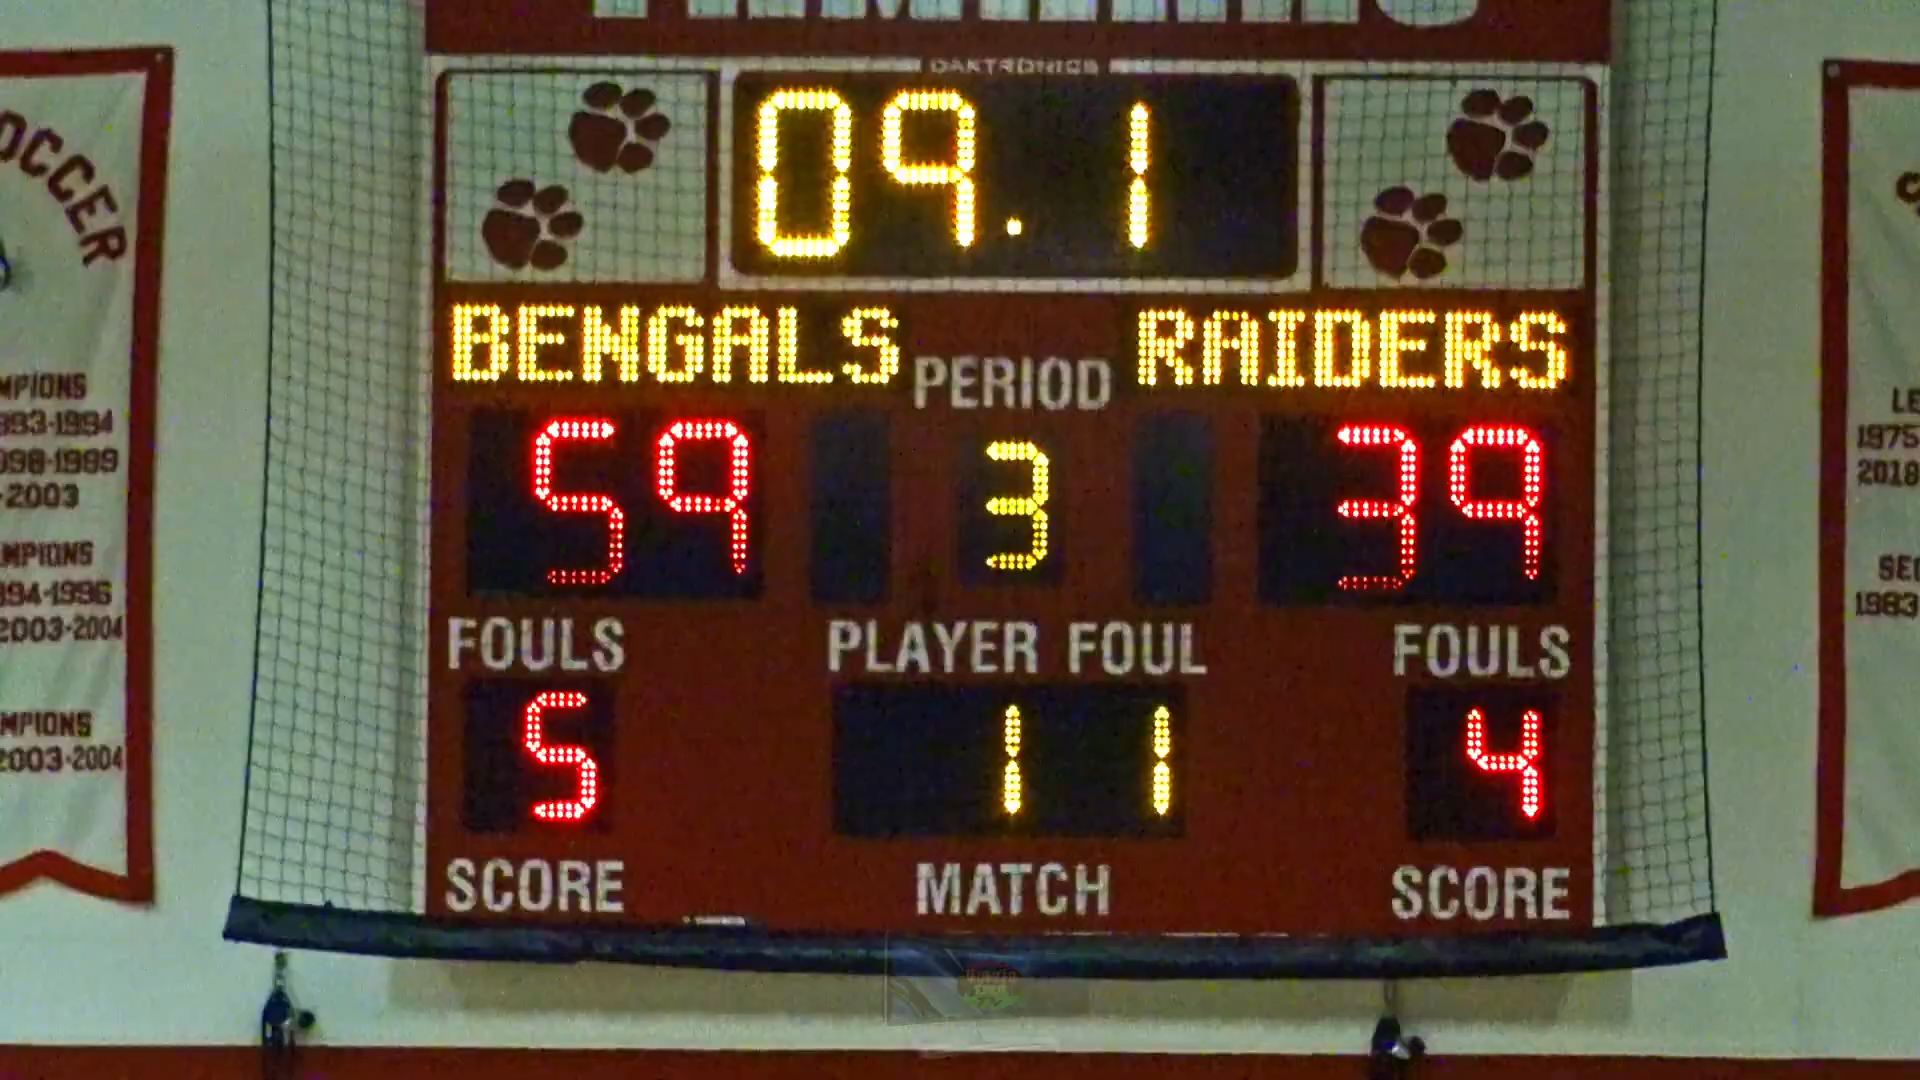 DAKTRONICS
09.1
BENGALS
RAIDERS
PERIOD
59
3
39
FOULS
PLAYER FOUL
FOULS
5
1 1
4
SCORE
MATCH
SCORE
OCCER
MPIONS
993-1994
998-1999
-2003
MPIONS
994-1996
2003-2004
MPIONS
2003-2004
LE
1975
2018
SEC
1983